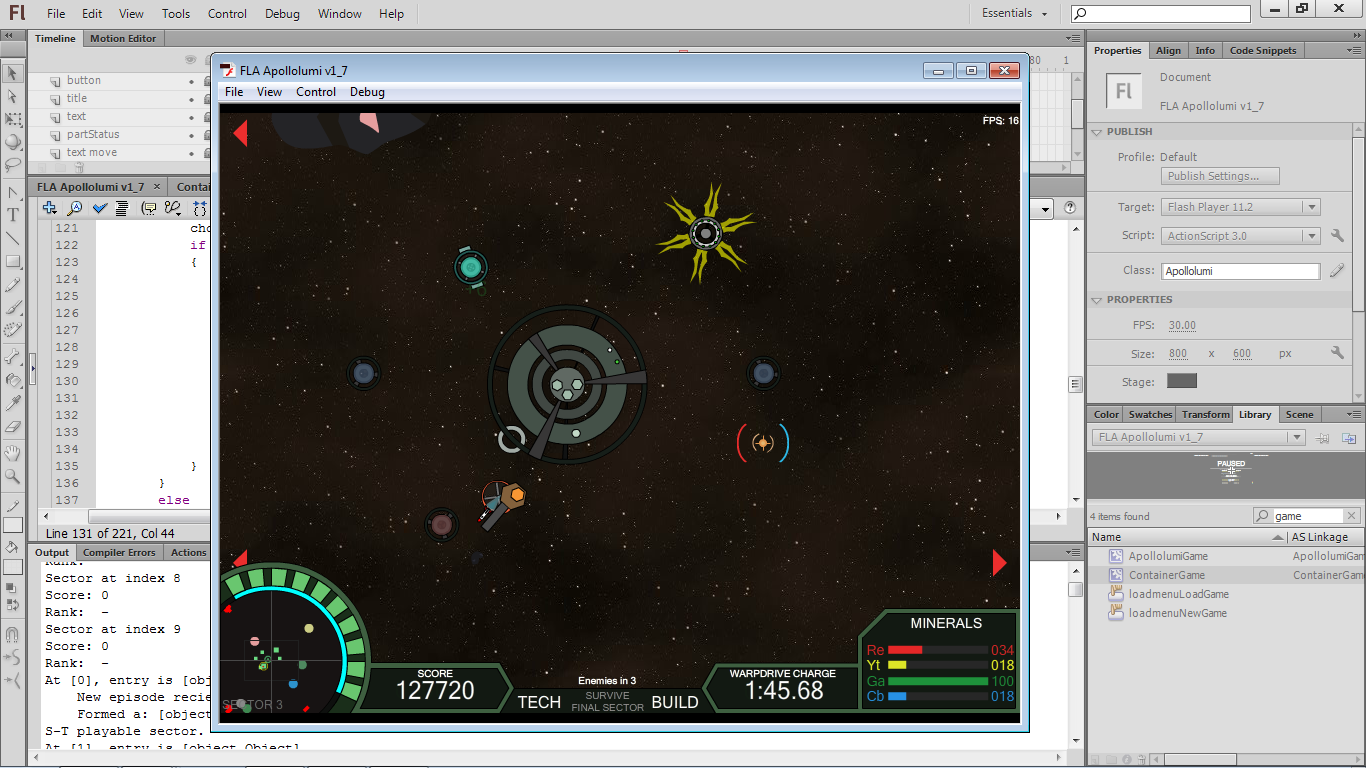 Fl File Edit View Tools Control Debug Window Help Essentials
Timeline Motion Editor
button
title
text
partStatus
text move
FLA Apollolumi v1_7 Contai
121 cho
122 if
123 {
124
125
126
127
128
129
130
131
132
133
134
135 }
136 }
137 else
Line 131 of 221, Col 44
Output Compiler Errors Actions
Rank:
Sector at index 8
Score: 0
Rank: -
Sector at index 9
Score: 0
Rank: -
At [0], entry is [obj
New episode recie
Formed a: [object
S-T playable sector.
At [1], entry is [object Object]
FLA Apollolumi v1_7
File View Control Debug
FPS: 16
SECTOR 3
SCORE
127720
Enemies in 3
TECH
SURVIVE
FINAL SECTOR
BUILD
WARPDRIVE CHARGE
1:45.68
MINERALS
Re 034
Yt 018
Ga 100
Cb 018
80 1
Properties Align Info Code Snippets
Fl
Document
FLA Apollolumi v1_7
PUBLISH
Profile: Default
Publish Settings...
Target: Flash Player 11.2
Script: ActionScript 3.0
Class: Apollolumi
PROPERTIES
FPS: 30.00
Size: 800 x 600 px
Stage:
Color Swatches Transform Library Scene
FLA Apollolumi v1_7
PAUSED
4 items found game
Name AS Linkage
ApollolumiGame ApollolumiGam
ContainerGame ContainerGam
loadmenuLoadGame
loadmenuNewGame